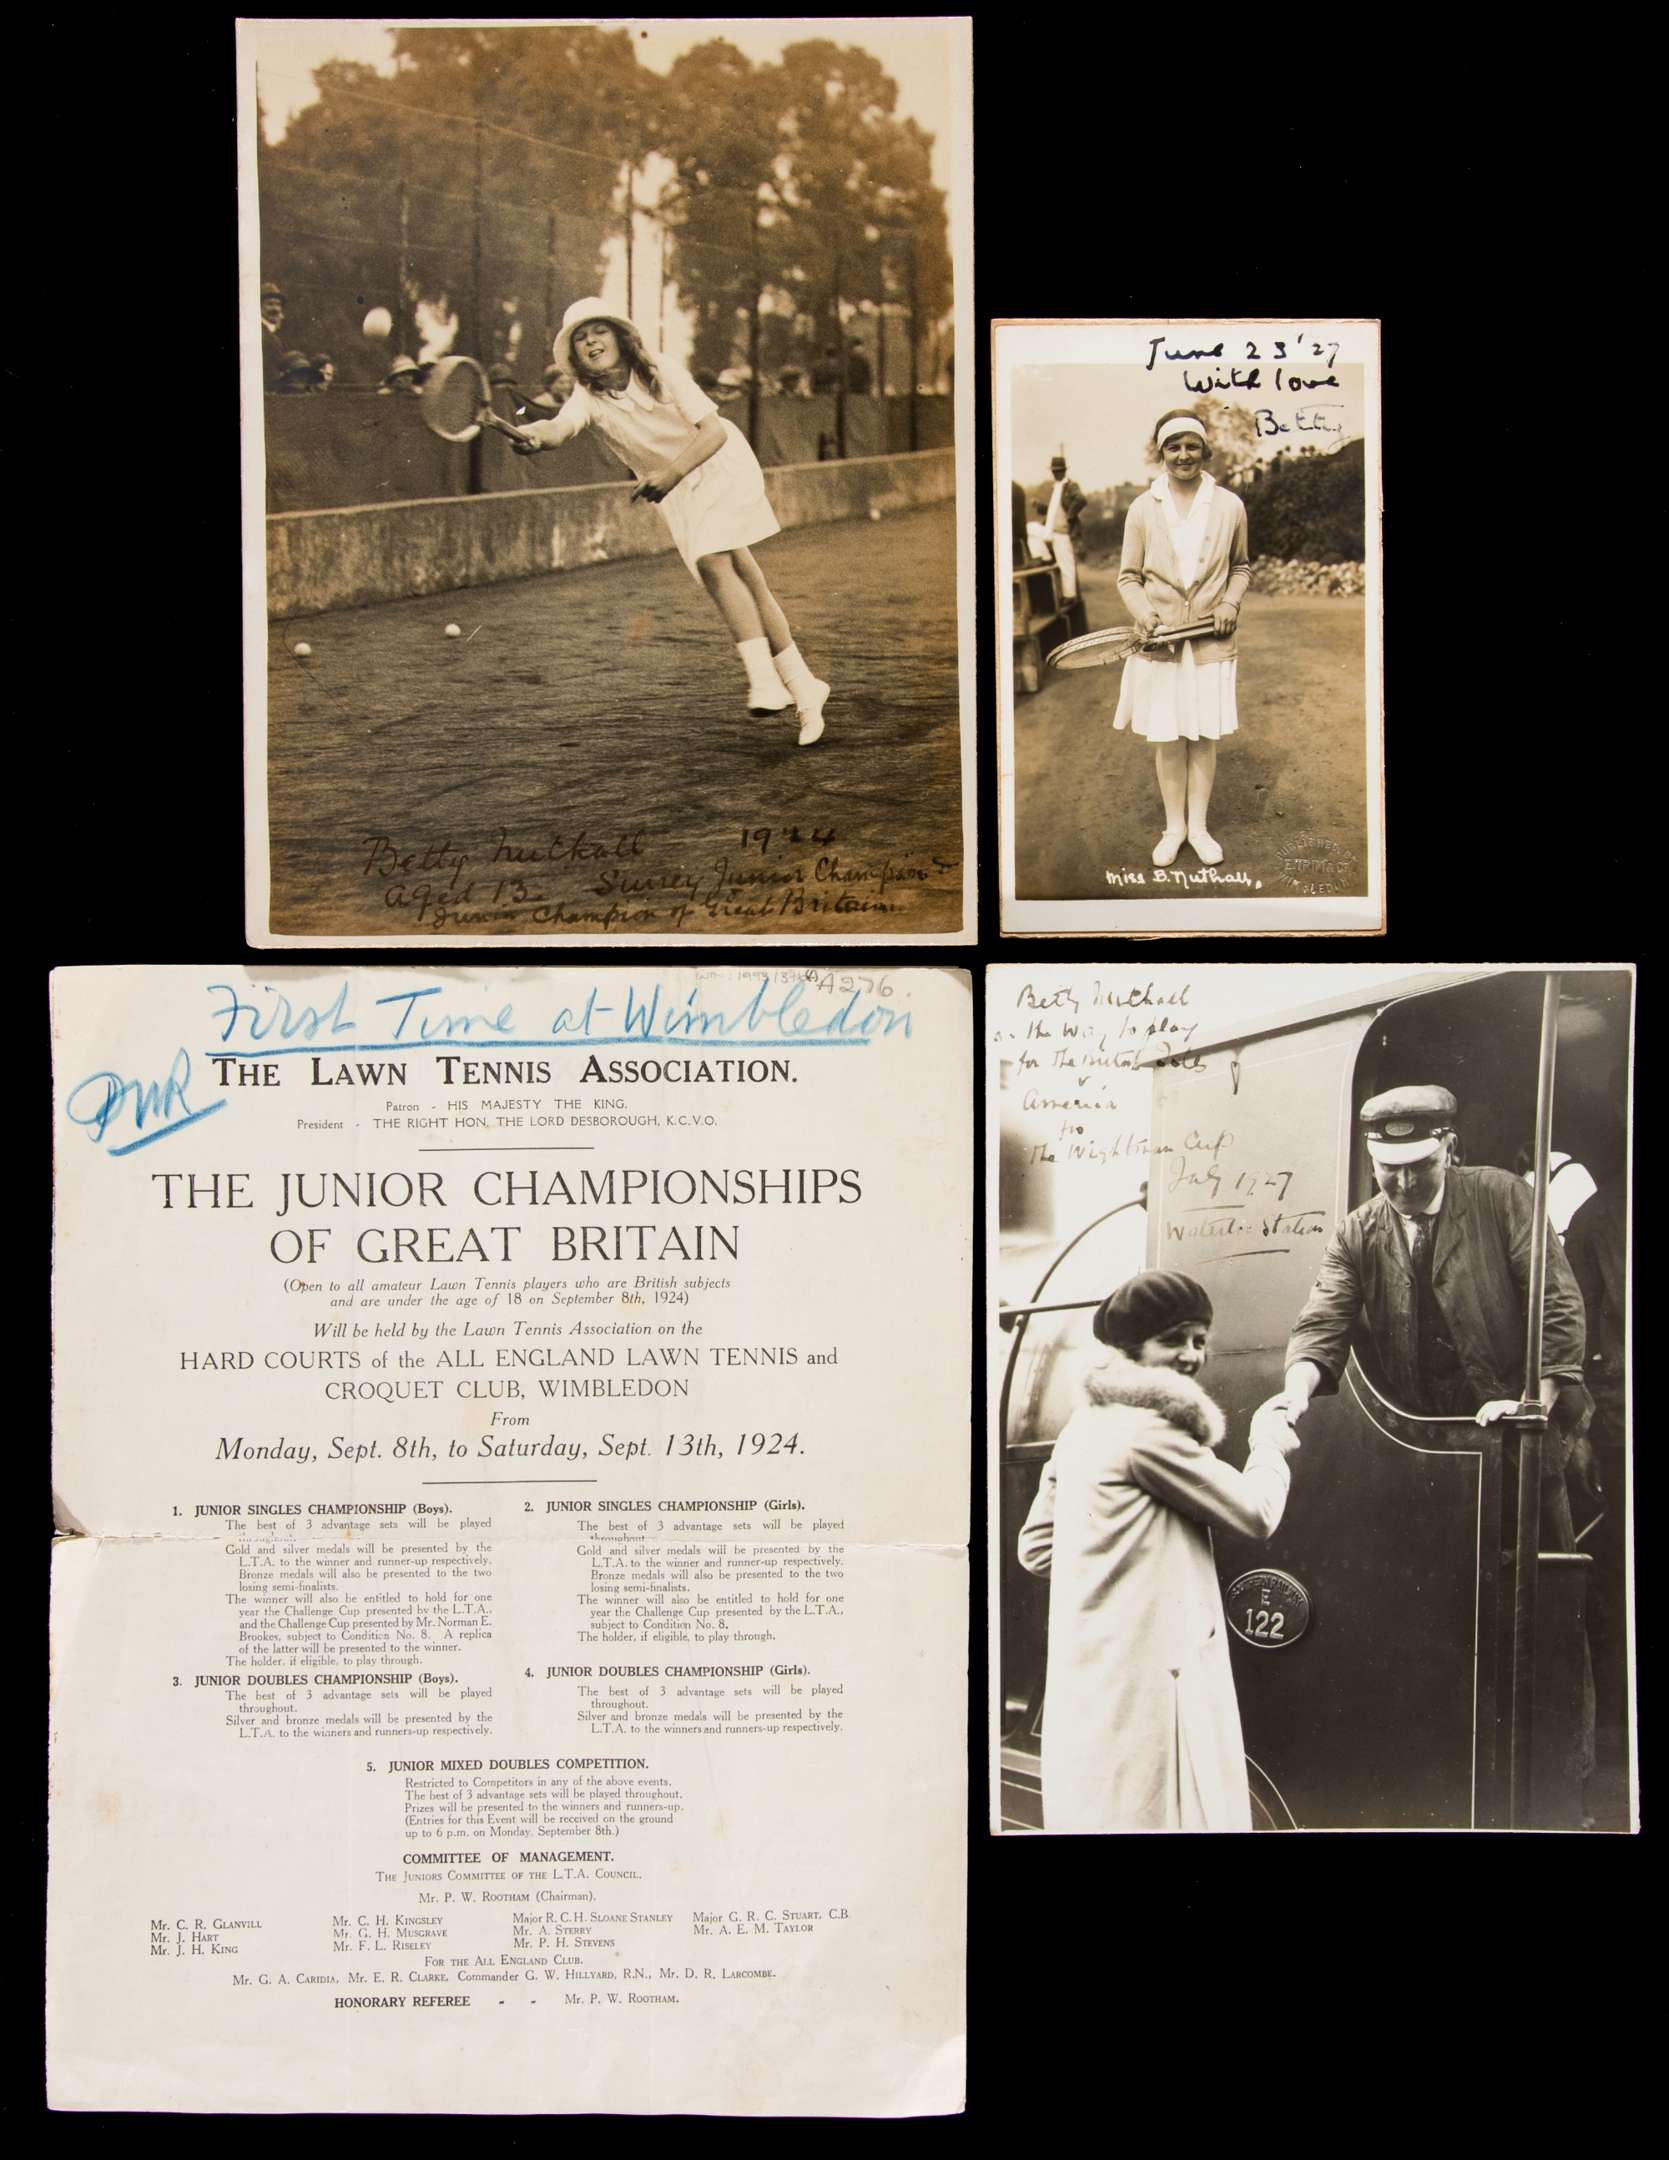 Betty Nuthall 1924
Aged 13. Surrey Junior Champion &
Junior Champion of Great Britain.
June 23 '27
With love
Betty
Miss B. Nuthall.
PUBLISHED BY
WIMBLEDON
A276.
First Time at Wimbledon
THE LAWN TENNIS ASSOCIATION.
Patron - HIS MAJESTY THE KING.
President - THE RIGHT HON. THE LORD DESBOROUGH, K.C.V.O.
THE JUNIOR CHAMPIONSHIPS
OF GREAT BRITAIN
(Open to all amateur Lawn Tennis players who are British subjects
and are under the age of 18 on September 8th, 1924)
Will be held by the Lawn Tennis Association on the
HARD COURTS of the ALL ENGLAND LAWN TENNIS and
CROQUET CLUB, WIMBLEDON
From
Monday, Sept. 8th, to Saturday, Sept. 13th, 1924.
1. JUNIOR SINGLES CHAMPIONSHIP (Boys).
The best of 3 advantage sets will be played
throughout.
Gold and silver medals will be presented by the
L.T.A. to the winner and runner-up respectively.
Bronze medals will also be presented to the two
losing semi-finalists.
The winner will also be entitled to hold for one
year the Challenge Cup presented by the L.T.A.,
and the Challenge Cup presented by Mr. Norman E.
Brookes, subject to Condition No. 8. A replica
of the latter will be presented to the winner.
The holder, if eligible, to play through.
2. JUNIOR SINGLES CHAMPIONSHIP (Girls).
The best of 3 advantage sets will be played
throughout.
Gold and silver medals will be presented by the
L.T.A. to the winner and runner-up respectively.
Bronze medals will also be presented to the two
losing semi-finalists.
The winner will also be entitled to hold for one
year the Challenge Cup presented by the L.T.A.,
subject to Condition No. 8.
The holder, if eligible, to play through.
3. JUNIOR DOUBLES CHAMPIONSHIP (Boys).
The best of 3 advantage sets will be played
throughout.
Silver and bronze medals will be presented by the
L.T.A. to the winners and runners-up respectively.
4. JUNIOR DOUBLES CHAMPIONSHIP (Girls).
The best of 3 advantage sets will be played
throughout.
Silver and bronze medals will be presented by the
L.T.A. to the winners and runners-up respectively.
5. JUNIOR MIXED DOUBLES COMPETITION.
Restricted to Competitors in any of the above events.
The best of 3 advantage sets will be played throughout.
Prizes will be presented to the winners and runners-up.
(Entries for this Event will be received on the ground
up to 6 p.m. on Monday, September 8th.)
COMMITTEE OF MANAGEMENT.
THE JUNIORS COMMITTEE OF THE L.T.A. COUNCIL.
Mr. P. W. ROOTHAM (Chairman).
Mr. C. R. GLANVILL
Mr. J. HART
Mr. J. H. KING
Mr. C. H. KINGSLEY
Mr. G. H. MUSGRAVE
Mr. F. L. RISELEY
Major R. C. H. SLOANE STANLEY
Mr. A. STERRY
Mr. P. H. STEVENS
Major G. R. C. STUART, C.B.
Mr. A. E. M. TAYLOR
FOR THE ALL ENGLAND CLUB.
Mr. G. A. CARIDIA, Mr. E. R. CLARKE, Commander G. W. HILLYARD, R.N., Mr. D. R. LARCOMBE.
HONORARY REFEREE - - Mr. P. W. ROOTHAM.
Betty Nuthall
on the way to play
for The British Isles
v
America
for
The Wightman Cup
July 1927
Waterloo Station
SOUTHERN RAILWAY
E
122